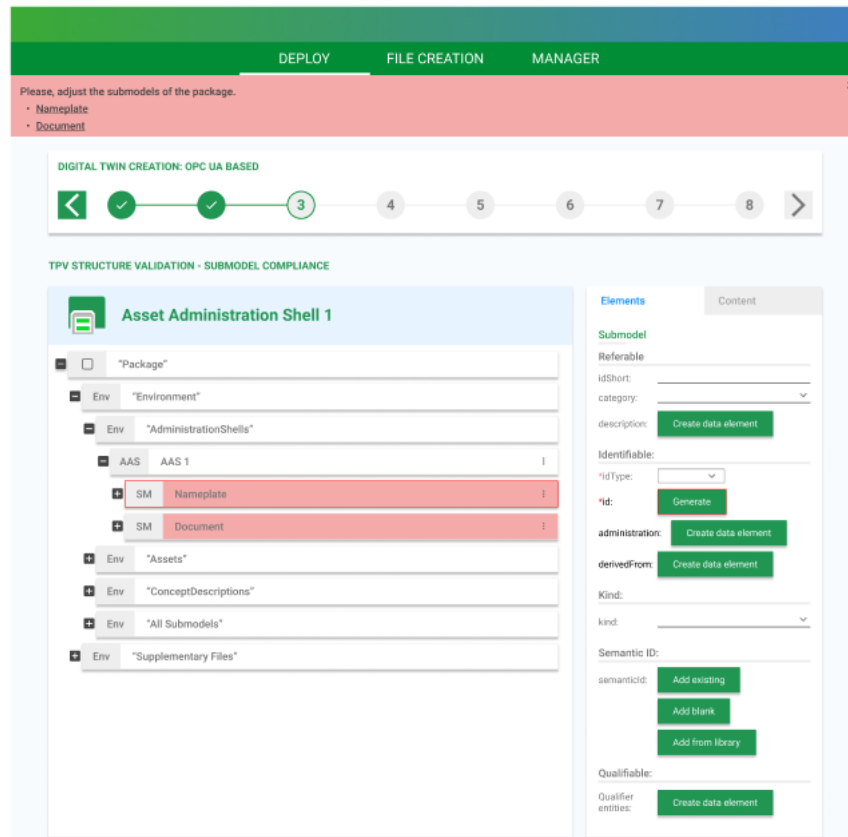 DEPLOY FILE CREATION MANAGER
Please, adjust the submodels of the package.
• Nameplate
• Document
DIGITAL TWIN CREATION: OPC UA BASED
3 4 5 6 7 8
TPV STRUCTURE VALIDATION - SUBMODEL COMPLIANCE
Asset Administration Shell 1
"Package"
Env "Environment"
Env "AdministrationShells"
AAS AAS 1
SM Nameplate
SM Document
Env "Assets"
Env "ConceptDescriptions"
Env "All Submodels"
Env "Supplementary Files"
Elements Content
Submodel
Referable
idShort:
category:
description: Create data element
Identifiable:
*idType:
*id: Generate
administration: Create data element
derivedFrom: Create data element
Kind:
kind:
Semantic ID:
semanticId: Add existing
Add blank
Add from library
Qualifiable:
Qualifier
entities: Create data element